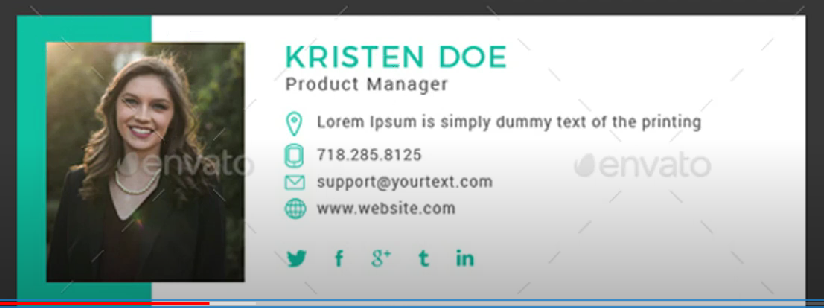 KRISTEN DOE
Product Manager
Lorem Ipsum is simply dummy text of the printing
718.285.8125
support@yourtext.com
www.website.com
envato
envato